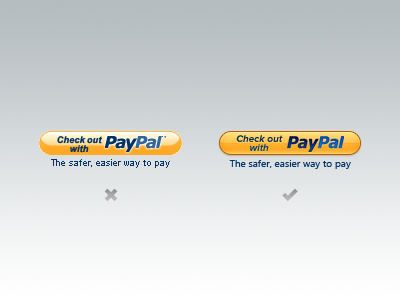 Check out
with PayPal™
The safer, easier way to pay
Check out
with PayPal
The safer, easier way to pay